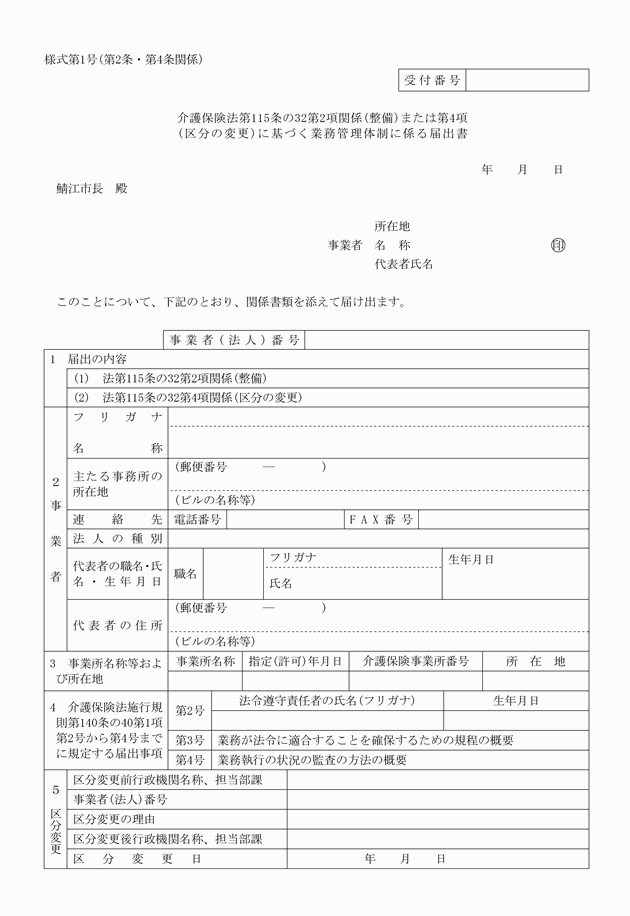 様式第1号(第2条・第4条関係)
受付番号
介護保険法第115条の32第2項関係(整備)または第4項
(区分の変更)に基づく業務管理体制に係る届出書
年　月　日
鯖江市長　殿
所在地
事業者　名　称　㊞
代表者氏名
このことについて、下記のとおり、関係書類を添えて届け出ます。
事業者(法人)番号
1　届出の内容
(1)　法第115条の32第2項関係(整備)
(2)　法第115条の32第4項関係(区分の変更)
2　事業者
フリガナ
名称
主たる事務所の
所在地
(郵便番号　　―　　)
(ビルの名称等)
連絡先　電話番号　FAX番号
法人の種別
代表者の職名・氏
名・生年月日
職名
フリガナ
氏名
生年月日
代表者の住所
(郵便番号　　―　　)
(ビルの名称等)
3　事業所名称等およ
び所在地
事業所名称　指定(許可)年月日　介護保険事業所番号　所在地
4　介護保険法施行規
則第140条の40第1項
第2号から第4号まで
に規定する届出事項
第2号　法令遵守責任者の氏名(フリガナ)　生年月日
第3号　業務が法令に適合することを確保するための規程の概要
第4号　業務執行の状況の監査の方法の概要
5　区分変更
区分変更前行政機関名称、担当部課
事業者(法人)番号
区分変更の理由
区分変更後行政機関名称、担当部課
区分変更日　年　月　日